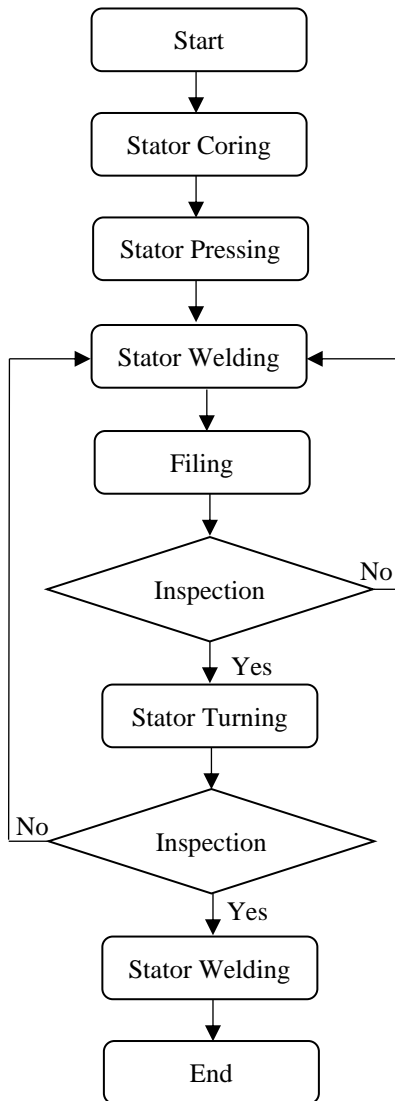 Start
Stator Coring
Stator Pressing
Stator Welding
Filing
Inspection
No
Yes
Stator Turning
Inspection
No
Yes
Stator Welding
End